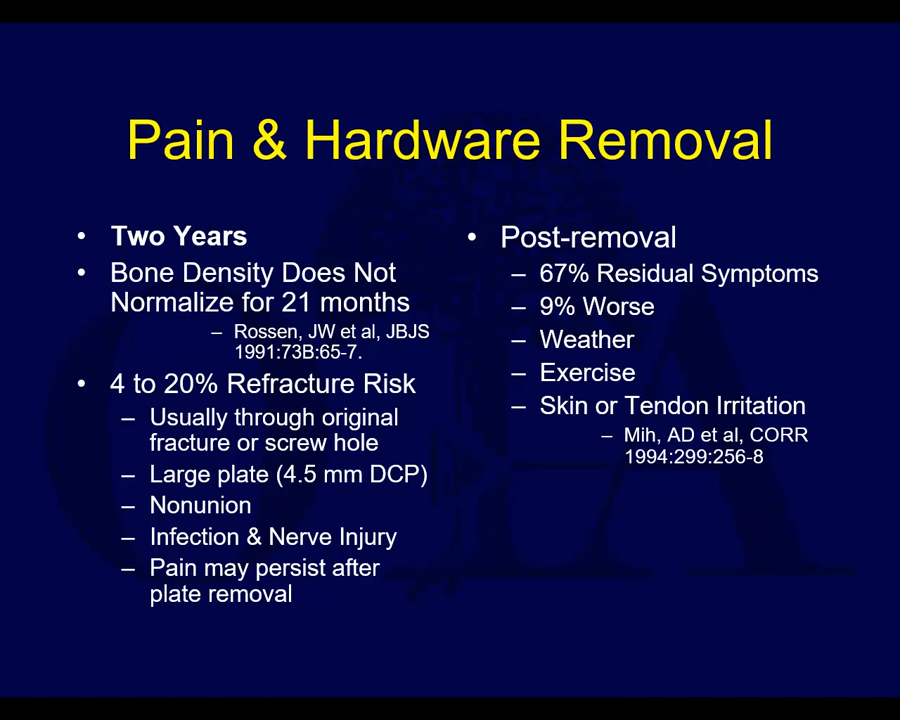 Pain & Hardware Removal
• Two Years
• Bone Density Does Not
Normalize for 21 months
– Rossen, JW et al, JBJS
1991:73B:65-7.
• 4 to 20% Refracture Risk
– Usually through original
fracture or screw hole
– Large plate (4.5 mm DCP)
– Nonunion
– Infection & Nerve Injury
– Pain may persist after
plate removal
• Post-removal
– 67% Residual Symptoms
– 9% Worse
– Weather
– Exercise
– Skin or Tendon Irritation
– Mih, AD et al, CORR
1994:299:256-8